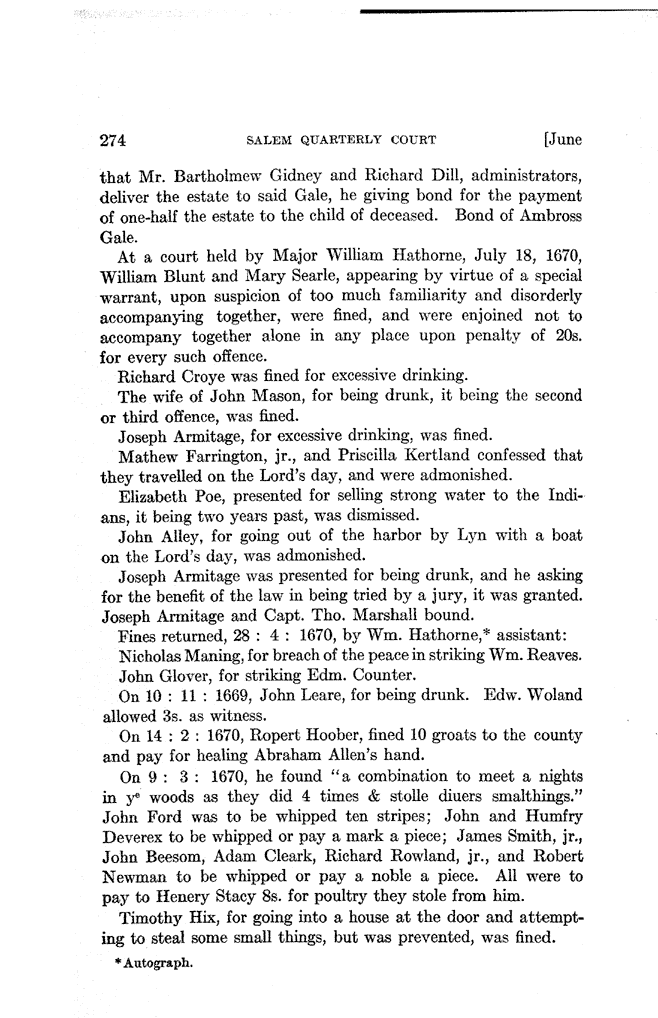 274 SALEM QUARTERLY COURT [June
that Mr. Bartholmew Gidney and Richard Dill, administrators,
deliver the estate to said Gale, he giving bond for the payment
of one-half the estate to the child of deceased. Bond of Ambross
Gale.
At a court held by Major William Hathorne, July 18, 1670,
William Blunt and Mary Searle, appearing by virtue of a special
warrant, upon suspicion of too much familiarity and disorderly
accompanying together, were fined, and were enjoined not to
accompany together alone in any place upon penalty of 20s.
for every such offence.
Richard Croye was fined for excessive drinking.
The wife of John Mason, for being drunk, it being the second
or third offence, was fined.
Joseph Armitage, for excessive drinking, was fined.
Mathew Farrington, jr., and Priscilla Kertland confessed that
they travelled on the Lord's day, and were admonished.
Elizabeth Poe, presented for selling strong water to the Indi-
ans, it being two years past, was dismissed.
John Alley, for going out of the harbor by Lyn with a boat
on the Lord's day, was admonished.
Joseph Armitage was presented for being drunk, and he asking
for the benefit of the law in being tried by a jury, it was granted.
Joseph Armitage and Capt. Tho. Marshall bound.
Fines returned, 28 : 4 : 1670, by Wm. Hathorne,* assistant:
Nicholas Maning, for breach of the peace in striking Wm. Reaves.
John Glover, for striking Edm. Counter.
On 10 : 11 : 1669, John Leare, for being drunk. Edw. Woland
allowed 3s. as witness.
On 14 : 2 : 1670, Ropert Hoober, fined 10 groats to the county
and pay for healing Abraham Allen's hand.
On 9 : 3 : 1670, he found "a combination to meet a nights
in yᵉ woods as they did 4 times & stolle diuers smalthings."
John Ford was to be whipped ten stripes; John and Humfry
Deverex to be whipped or pay a mark a piece; James Smith, jr.,
John Beesom, Adam Cleark, Richard Rowland, jr., and Robert
Newman to be whipped or pay a noble a piece. All were to
pay to Henery Stacy 8s. for poultry they stole from him.
Timothy Hix, for going into a house at the door and attempt-
ing to steal some small things, but was prevented, was fined.
*Autograph.